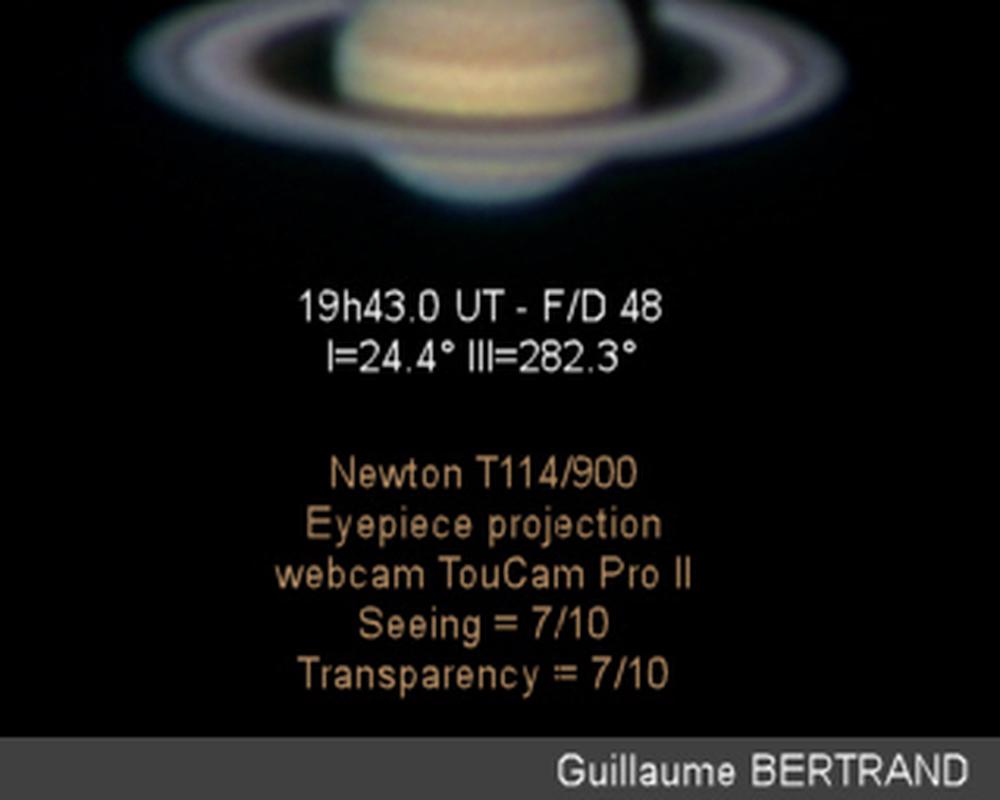 19h43.0 UT - F/D 48
I=24.4° III=282.3°
Newton T114/900
Eyepiece projection
webcam TouCam Pro II
Seeing = 7/10
Transparency = 7/10
Guillaume BERTRAND